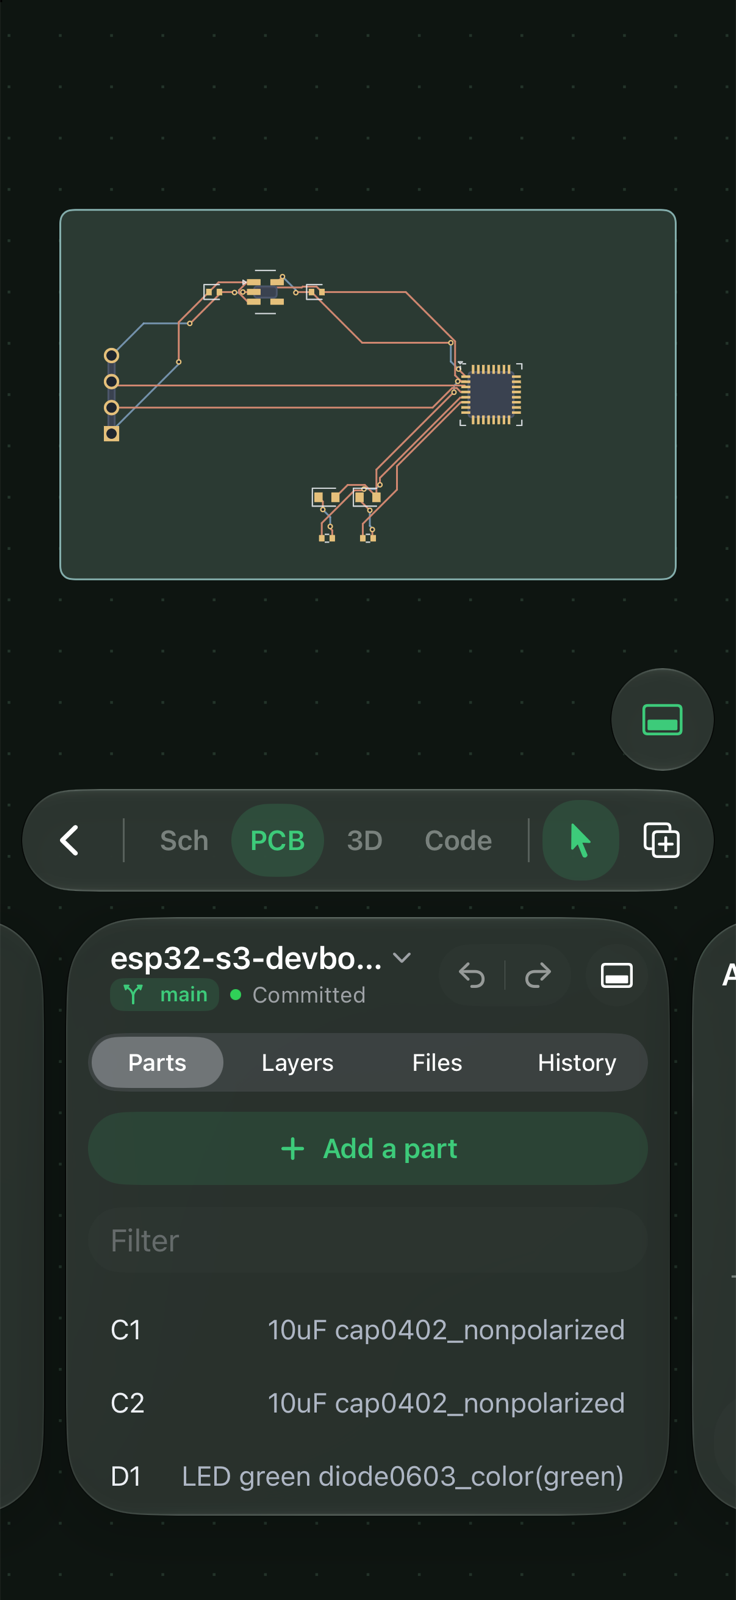 Sch PCB 3D Code
esp32-s3-devbo...
main Committed
Parts Layers Files History
+ Add a part
Filter
C1 10uF cap0402_nonpolarized
C2 10uF cap0402_nonpolarized
D1 LED green diode0603_color(green)